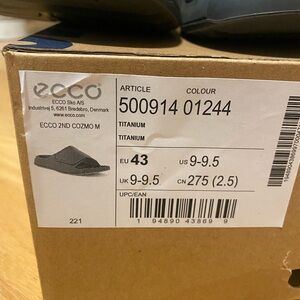 ecco
ECCO Sko A/S
Industrivej 5, 6261 Bredebro, Denmark
www.ecco.com
ECCO 2ND COZMO M
221
ARTICLE COLOUR
500914 01244
TITANIUM
TITANIUM
EU 43 US 9-9.5
UK 9-9.5 CN 275 (2.5)
UPC/EAN
1 94690 43869 9